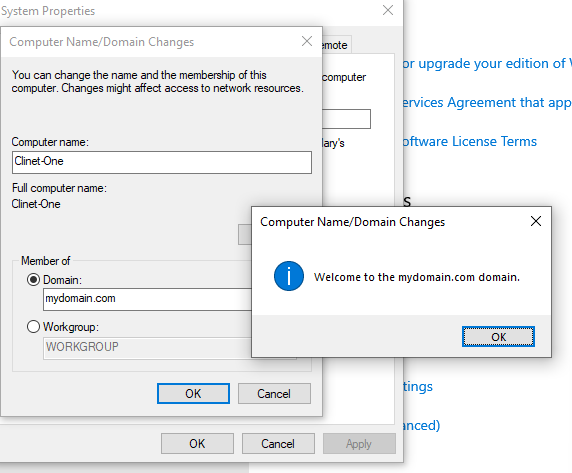 System Properties
Computer Name/Domain Changes
emote
You can change the name and the membership of this
computer. Changes might affect access to network resources.
computer
or upgrade your edition of W
ervices Agreement that app
Computer name:
Clinet-One
ary's
oftware License Terms
Full computer name:
Clinet-One
s
Computer Name/Domain Changes
Welcome to the mydomain.com domain.
OK
Member of
Domain:
mydomain.com
Workgroup:
WORKGROUP
OK
Cancel
ttings
anced)
OK
Cancel
Apply